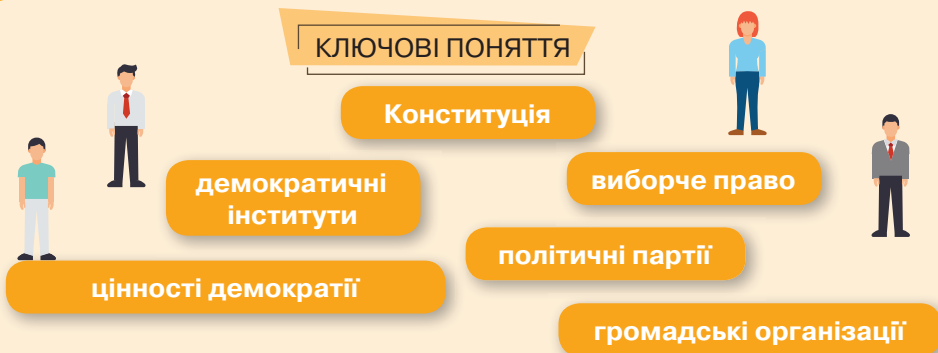 КЛЮЧОВІ ПОНЯТТЯ
Конституція
демократичні
інститути
виборче право
політичні партії
цінності демократії
громадські організації